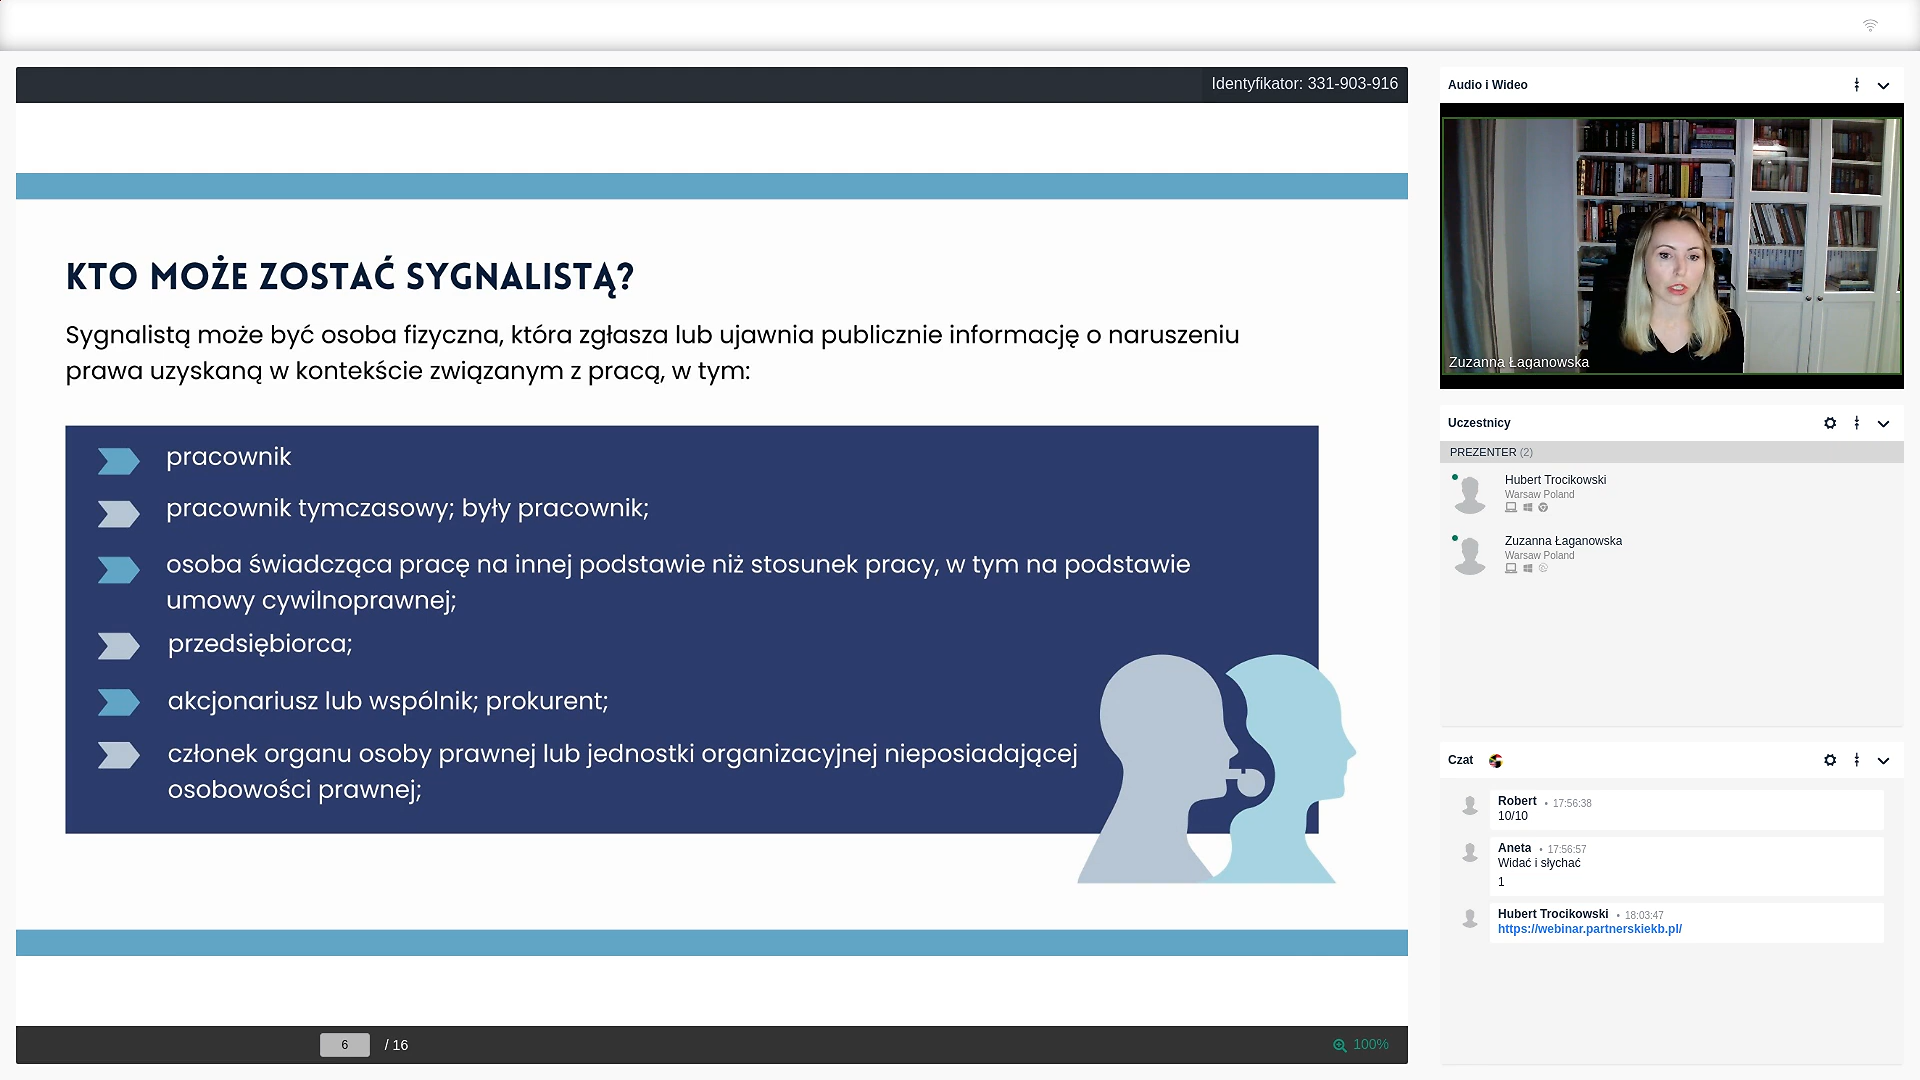 Identyfikator: 331-903-916
KTO MOŻE ZOSTAĆ SYGNALISTĄ?
Sygnalistą może być osoba fizyczna, która zgłasza lub ujawnia publicznie informację o naruszeniu
prawa uzyskaną w kontekście związanym z pracą, w tym:
pracownik
pracownik tymczasowy; były pracownik;
osoba świadcząca pracę na innej podstawie niż stosunek pracy, w tym na podstawie
umowy cywilnoprawnej;
przedsiębiorca;
akcjonariusz lub wspólnik; prokurent;
członek organu osoby prawnej lub jednostki organizacyjnej nieposiadającej
osobowości prawnej;
6 / 16
100%
Audio i Wideo
Zuzanna Łaganowska
Uczestnicy
PREZENTER (2)
Hubert Trocikowski
Warsaw Poland
Zuzanna Łaganowska
Warsaw Poland
Czat
Robert • 17:56:38
10/10
Aneta • 17:56:57
Widać i słychać
1
Hubert Trocikowski • 18:03:47
https://webinar.partnerskiekb.pl/